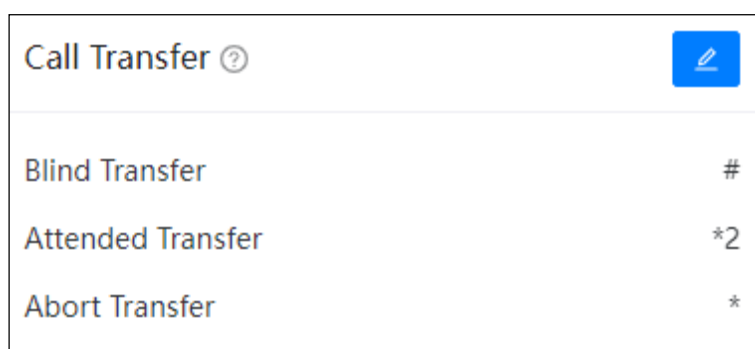 Call Transfer ?
Blind Transfer #
Attended Transfer *2
Abort Transfer *